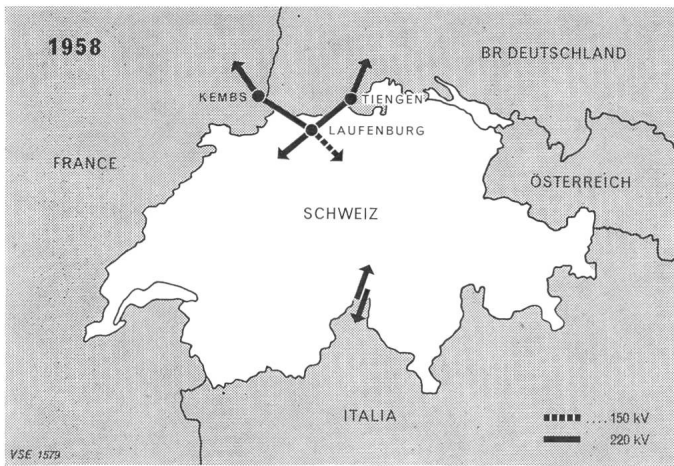 1958
BR DEUTSCHLAND
KEMBS
TIENGEN
LAUFENBURG
FRANCE
ÖSTERREICH
SCHWEIZ
ITALIA
.... 150 kV
220 kV
VSE 1579